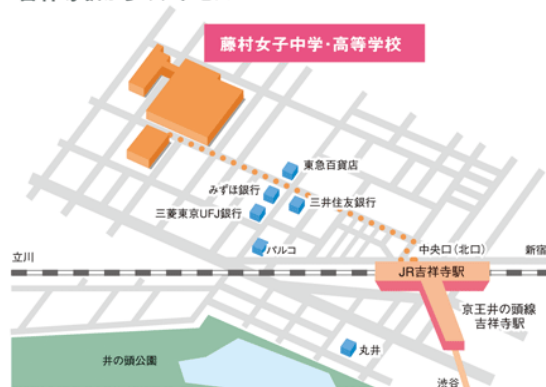 藤村女子中学・高等学校
東急百貨店
みずほ銀行
三井住友銀行
三菱東京UFJ銀行
パルコ
中央口(北口)
立川
新宿
JR吉祥寺駅
京王井の頭線
吉祥寺駅
丸井
井の頭公園
渋谷